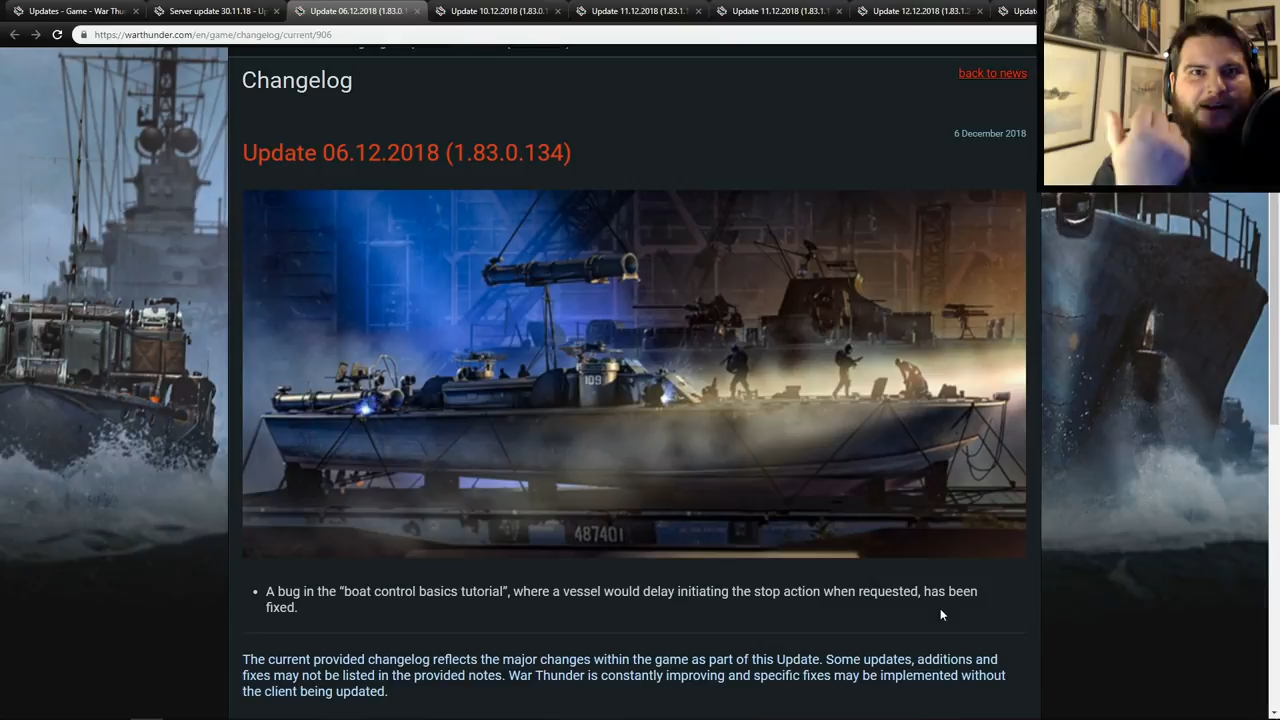 Updates - Game - War Thu
Server update 30.11.18 - U
Update 06.12.2018 (1.83.0.
Update 10.12.2018 (1.83.0.1
Update 11.12.2018 (1.83.1.
Update 11.12.2018 (1.83.1.
Update 12.12.2018 (1.83.1.2
Updat
https://warthunder.com/en/game/changelog/current/906
Changelog
back to news
6 December 2018
Update 06.12.2018 (1.83.0.134)
109
487401
• A bug in the “boat control basics tutorial”, where a vessel would delay initiating the stop action when requested, has been
fixed.
The current provided changelog reflects the major changes within the game as part of this Update. Some updates, additions and
fixes may not be listed in the provided notes. War Thunder is constantly improving and specific fixes may be implemented without
the client being updated.